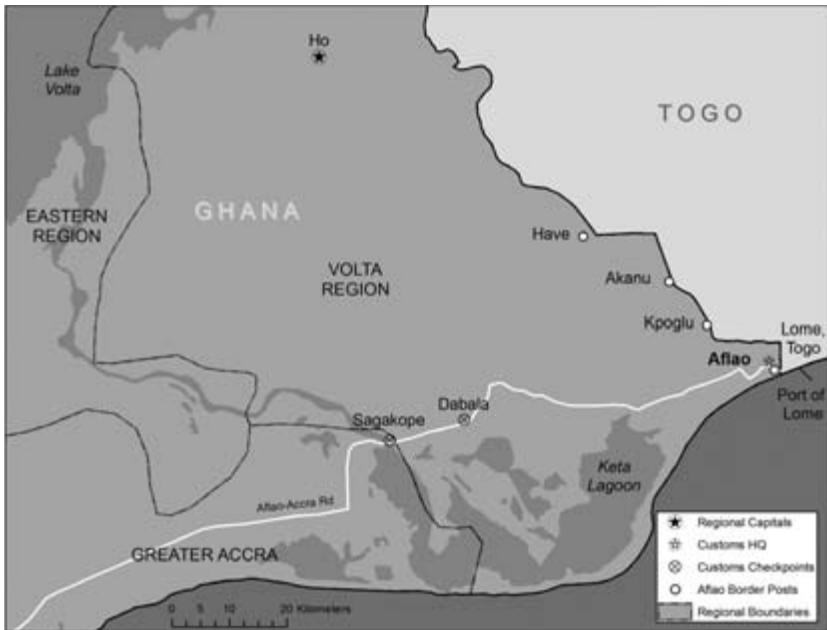 Ho
Lake
Volta
TOGO
EASTERN
REGION
GHANA
Have
VOLTA
REGION
Akanu
Kpoglu
Lome,
Togo
Aflao
Port of
Lome
Dabala
Sagakope
Keta
Lagoon
Aflao-Accra Rd
GREATER ACCRA
0 5 10 20 Kilometers
Regional Capitals
Customs HQ
Customs Checkpoints
Aflao Border Posts
Regional Boundaries